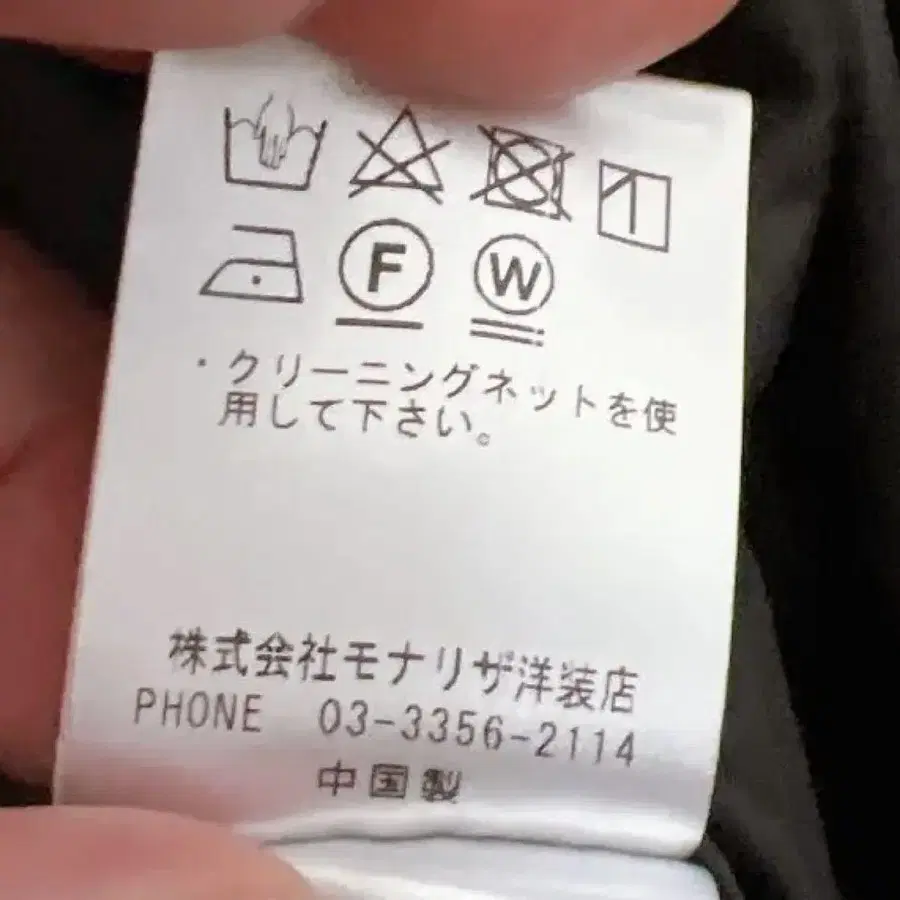 F W
・クリーニングネットを使
用して下さい。
株式会社モナリザ洋装店
PHONE 03-3356-2114
中国製